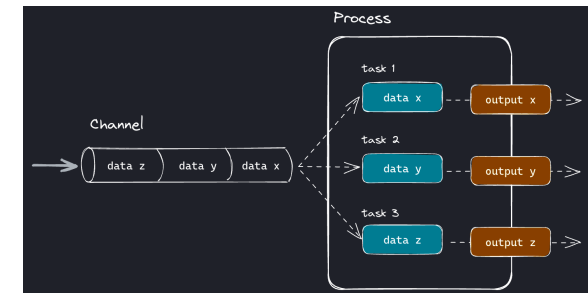 Process
task 1
data x
output x
Channel
task 2
data z data y data x
data y
output y
task 3
data z
output z